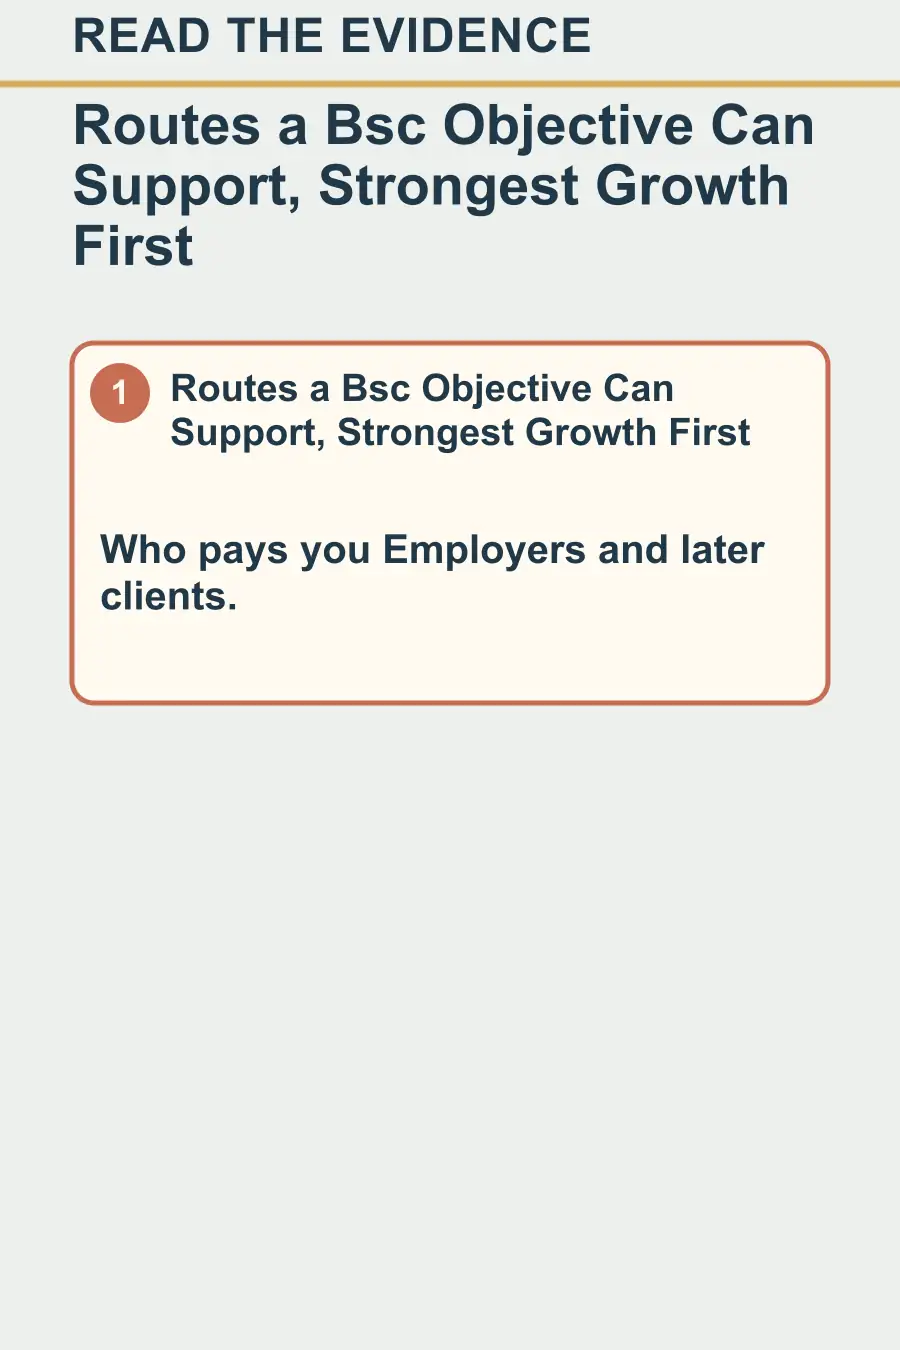 READ THE EVIDENCE
Routes a Bsc Objective Can
Support, Strongest Growth
First
1
Routes a Bsc Objective Can
Support, Strongest Growth First
Who pays you Employers and later
clients.